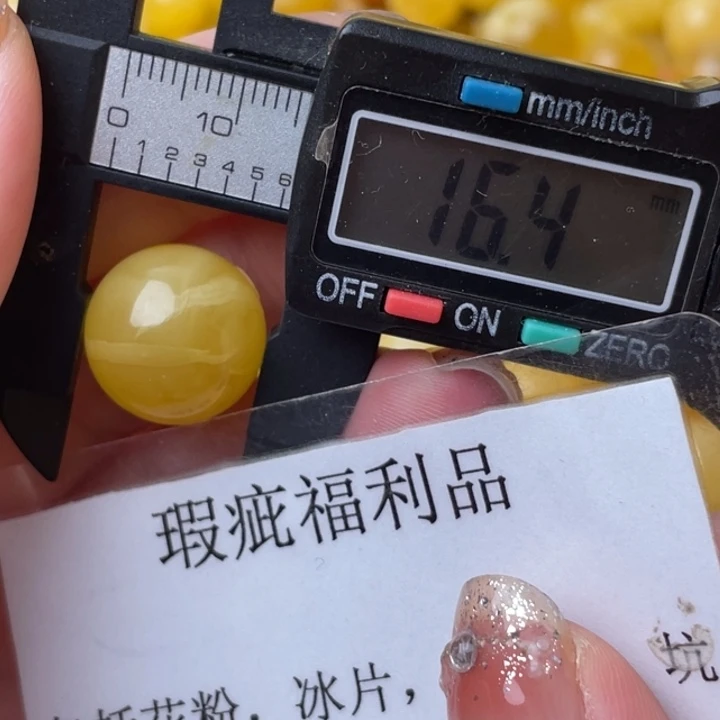 mm/inch
0 10
1 2 3 4 5 6
16.4 mm
OFF ON ZERO
瑕疵福利品
花粉，冰片， 坑